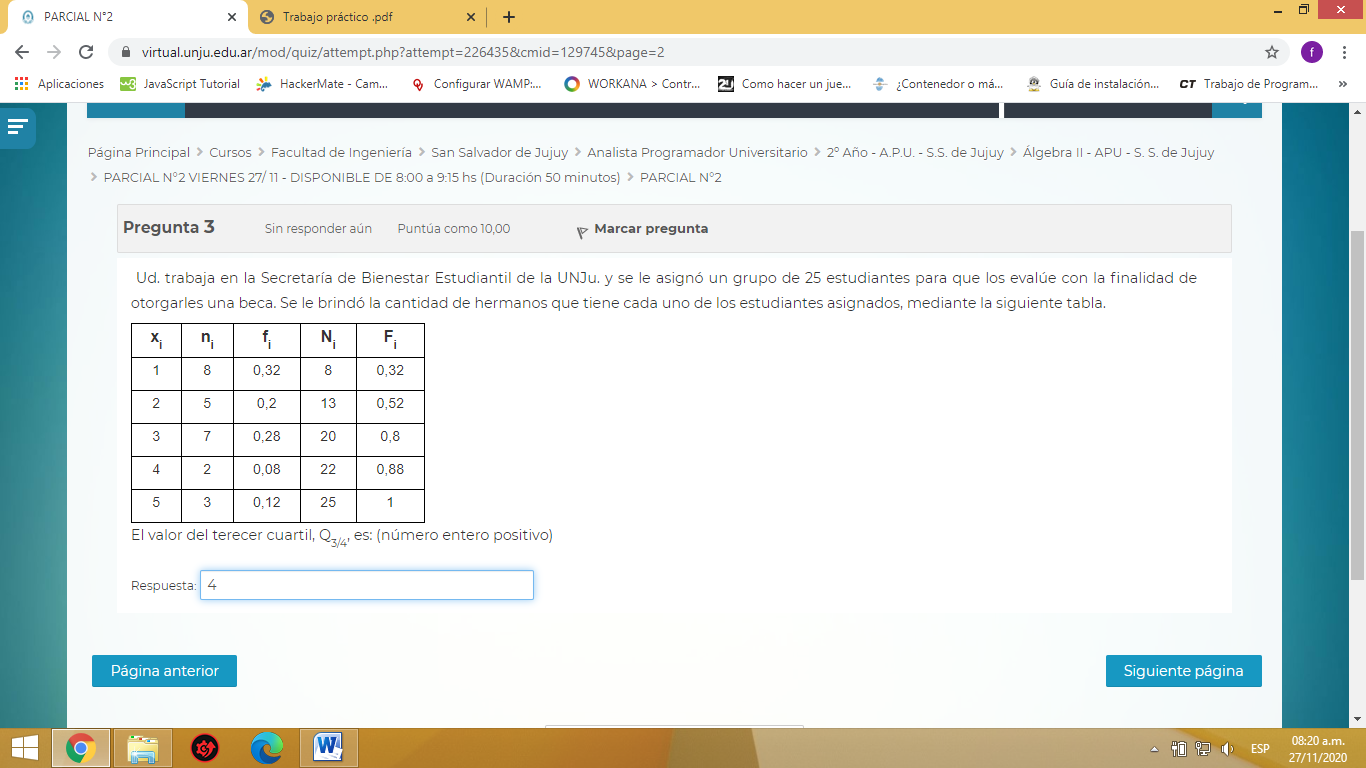 PARCIAL N°2
Trabajo práctico .pdf
virtual.unju.edu.ar/mod/quiz/attempt.php?attempt=226435&cmid=129745&page=2
f
Aplicaciones
JavaScript Tutorial
HackerMate - Cam...
Configurar WAMP:...
WORKANA > Contr...
Como hacer un jue...
¿Contenedor o má...
Guía de instalación...
CT Trabajo de Program...
»
Página Principal > Cursos > Facultad de Ingeniería > San Salvador de Jujuy > Analista Programador Universitario > 2º Año - A.P.U. - S.S. de Jujuy > Álgebra II - APU - S. S. de Jujuy
> PARCIAL N°2 VIERNES 27/ 11 - DISPONIBLE DE 8:00 a 9:15 hs (Duración 50 minutos) > PARCIAL N°2
Pregunta 3 Sin responder aún Puntúa como 10,00 Marcar pregunta
Ud. trabaja en la Secretaría de Bienestar Estudiantil de la UNJu. y se le asignó un grupo de 25 estudiantes para que los evalúe con la finalidad de
otorgarles una beca. Se le brindó la cantidad de hermanos que tiene cada uno de los estudiantes asignados, mediante la siguiente tabla.
xi ni fi Ni Fi
1 8 0,32 8 0,32
2 5 0,2 13 0,52
3 7 0,28 20 0,8
4 2 0,08 22 0,88
5 3 0,12 25 1
El valor del terecer cuartil, Q3/4, es: (número entero positivo)
Respuesta: 4
Página anterior
Siguiente página
ESP
08:20 a.m.
27/11/2020